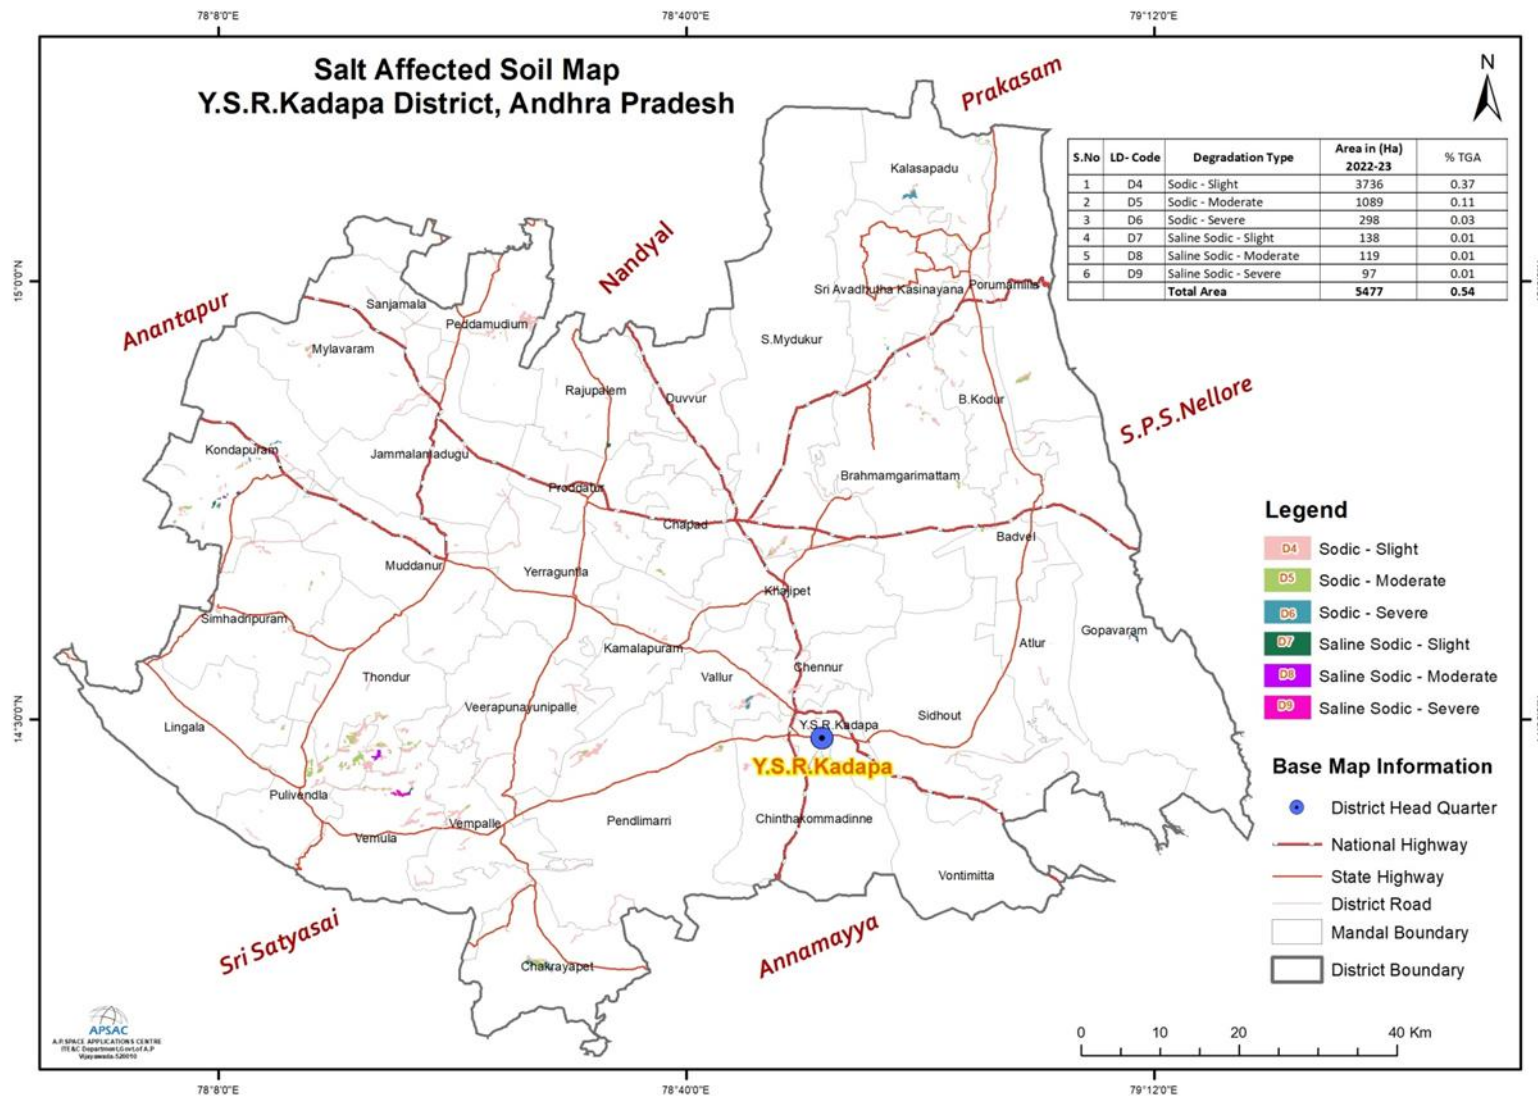 78°8'0"E
78°40'0"E
79°12'0"E
Salt Affected Soil Map
Y.S.R.Kadapa District, Andhra Pradesh
Prakasam
N
S.No LD- Code Degradation Type Area in (Ha) 2022-23 % TGA
1 D4 Sodic - Slight 3736 0.37
2 D5 Sodic - Moderate 1089 0.11
3 D6 Sodic - Severe 298 0.03
4 D7 Saline Sodic - Slight 138 0.01
5 D8 Saline Sodic - Moderate 119 0.01
6 D9 Saline Sodic - Severe 97 0.01
Total Area 5477 0.54
Kalasapadu
Nandyal
15°0'0"N
Anantapur
Sanjamala
Sri Avadhutha Kasinayana
Porumamilla
Peddamudium
Mylavaram
S.Mydukur
Rajupalem
Duvvur
B.Kodur
S.P.S.Nellore
Kondapuram
Jammalamadugu
Brahmamgarimattam
Proddatur
Chapad
Badvel
Muddanur
Yerraguntla
Khajipet
Simhadripuram
Gopavaram
Atlur
Kamalapuram
Chennur
Thondur
Vallur
Veerapunayunipalle
Sidhout
14°30'0"N
Lingala
Y.S.R.Kadapa
Y.S.R.Kadapa
Pulivendla
Pendlimarri
Chinthakommadinne
Vempalle
Vemula
Vontimitta
Sri Satyasai
Annamayya
Chakrayapet
Legend
D4 Sodic - Slight
D5 Sodic - Moderate
D6 Sodic - Severe
D7 Saline Sodic - Slight
D8 Saline Sodic - Moderate
D9 Saline Sodic - Severe
Base Map Information
District Head Quarter
National Highway
State Highway
District Road
Mandal Boundary
District Boundary
0 10 20 40 Km
APSAC
A.P.SPACE APPLICATIONS CENTRE
ITE&C Department,Govt.of A.P
Vijayawada-520010
78°8'0"E
78°40'0"E
79°12'0"E